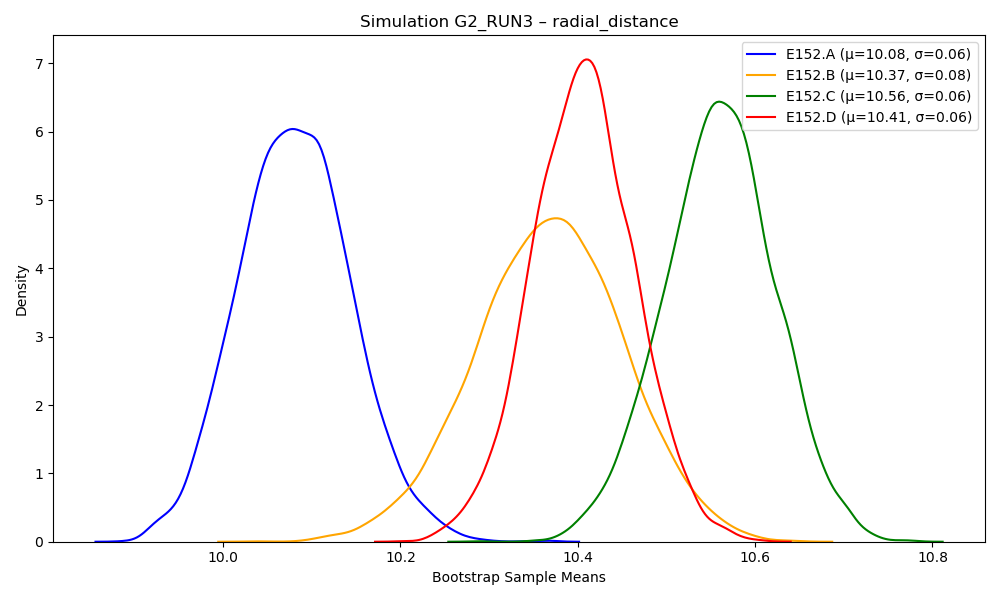 Simulation G2_RUN3 – radial_distance
E152.A (μ=10.08, σ=0.06)
E152.B (μ=10.37, σ=0.08)
E152.C (μ=10.56, σ=0.06)
E152.D (μ=10.41, σ=0.06)
Density
7
6
5
4
3
2
1
0
10.0 10.2 10.4 10.6 10.8
Bootstrap Sample Means